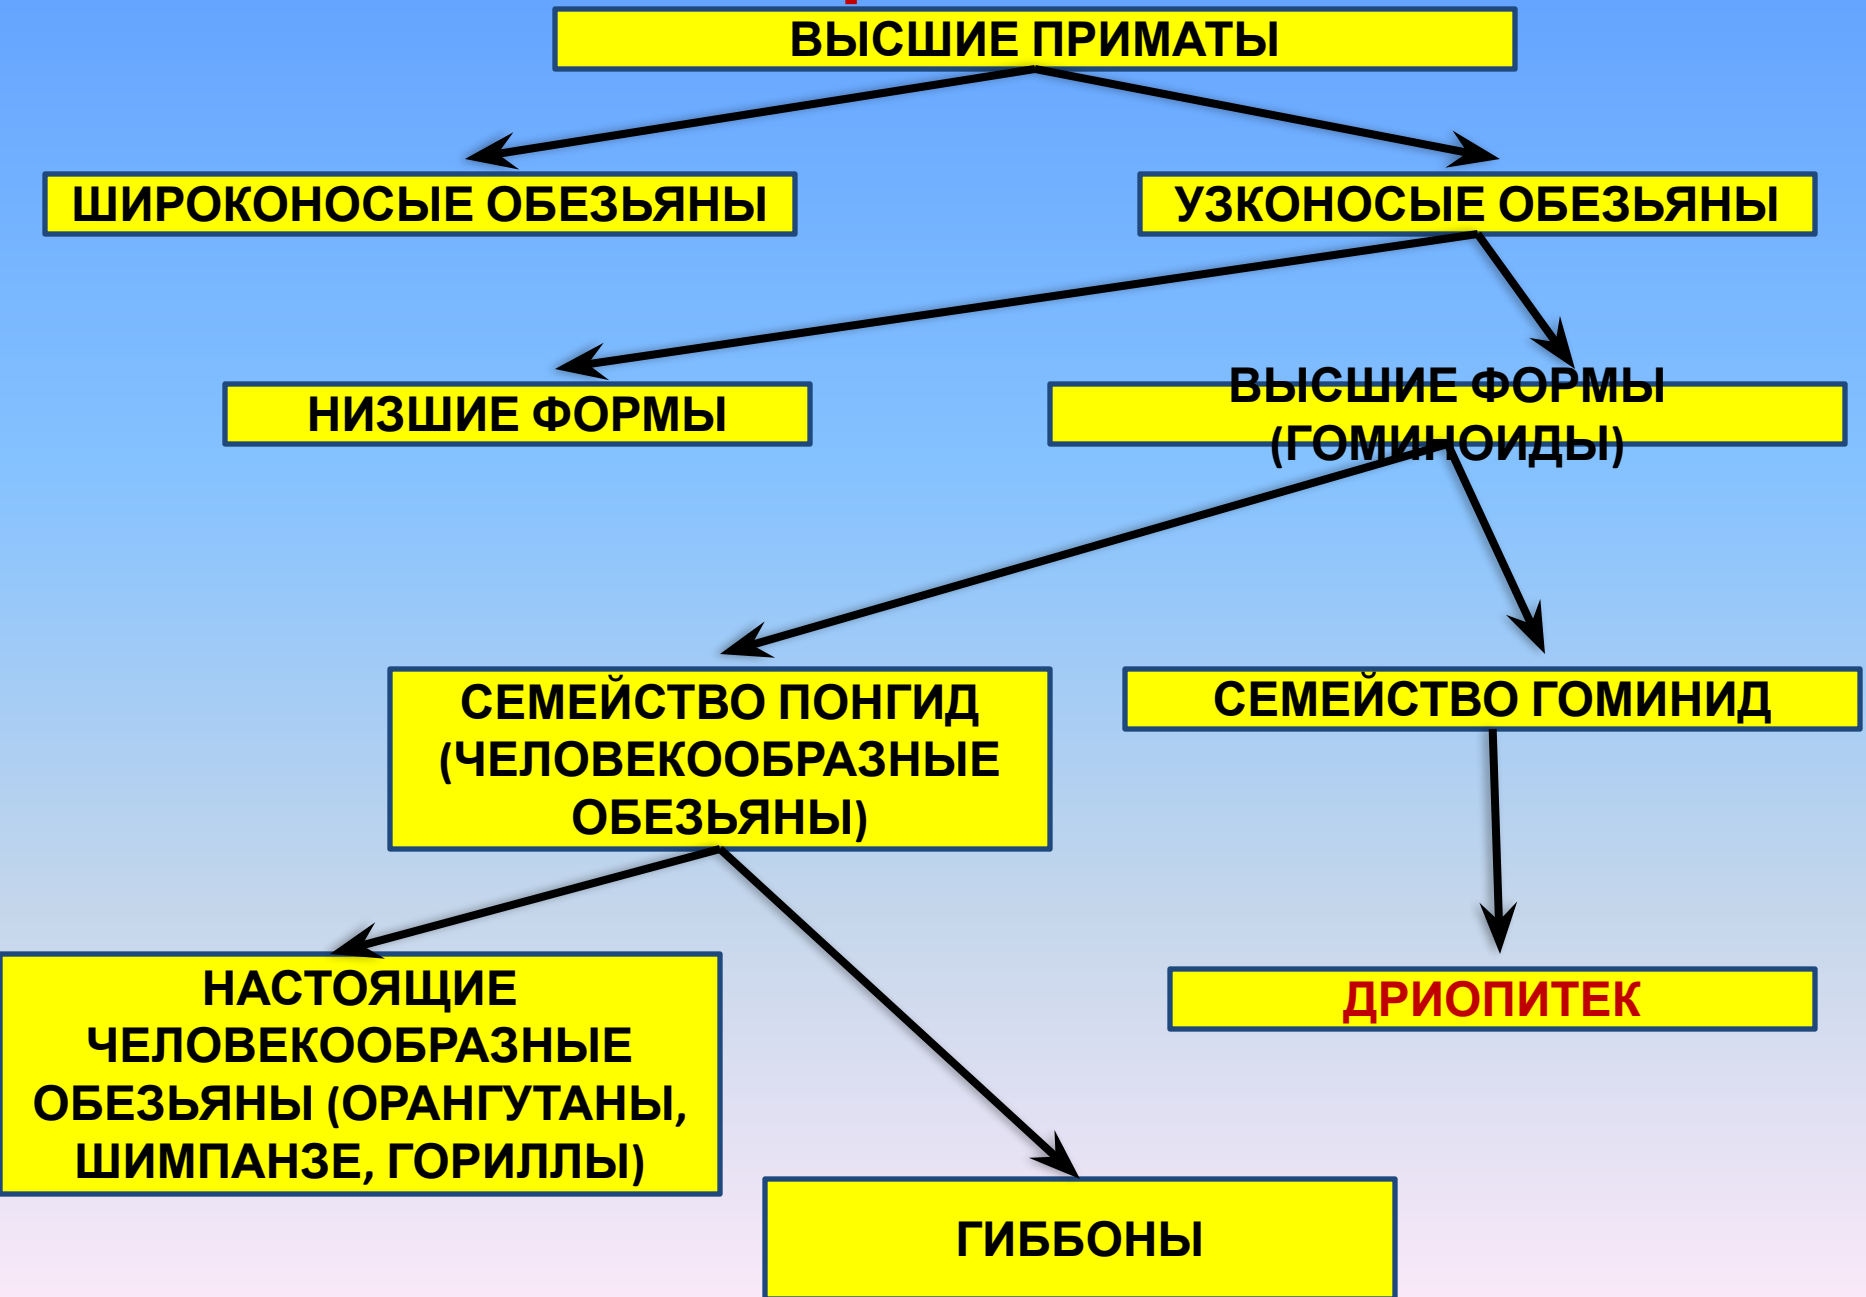 ВЫСШИЕ ПРИМАТЫ
ШИРОКОНОСЫЕ ОБЕЗЬЯНЫ
УЗКОНОСЫЕ ОБЕЗЬЯНЫ
НИЗШИЕ ФОРМЫ
ВЫСШИЕ ФОРМЫ
(ГОМИНОИДЫ)
СЕМЕЙСТВО ПОНГИД
(ЧЕЛОВЕКООБРАЗНЫЕ
ОБЕЗЬЯНЫ)
СЕМЕЙСТВО ГОМИНИД
НАСТОЯЩИЕ
ЧЕЛОВЕКООБРАЗНЫЕ
ОБЕЗЬЯНЫ (ОРАНГУТАНЫ,
ШИМПАНЗЕ, ГОРИЛЛЫ)
ДРИОПИТЕК
ГИББОНЫ